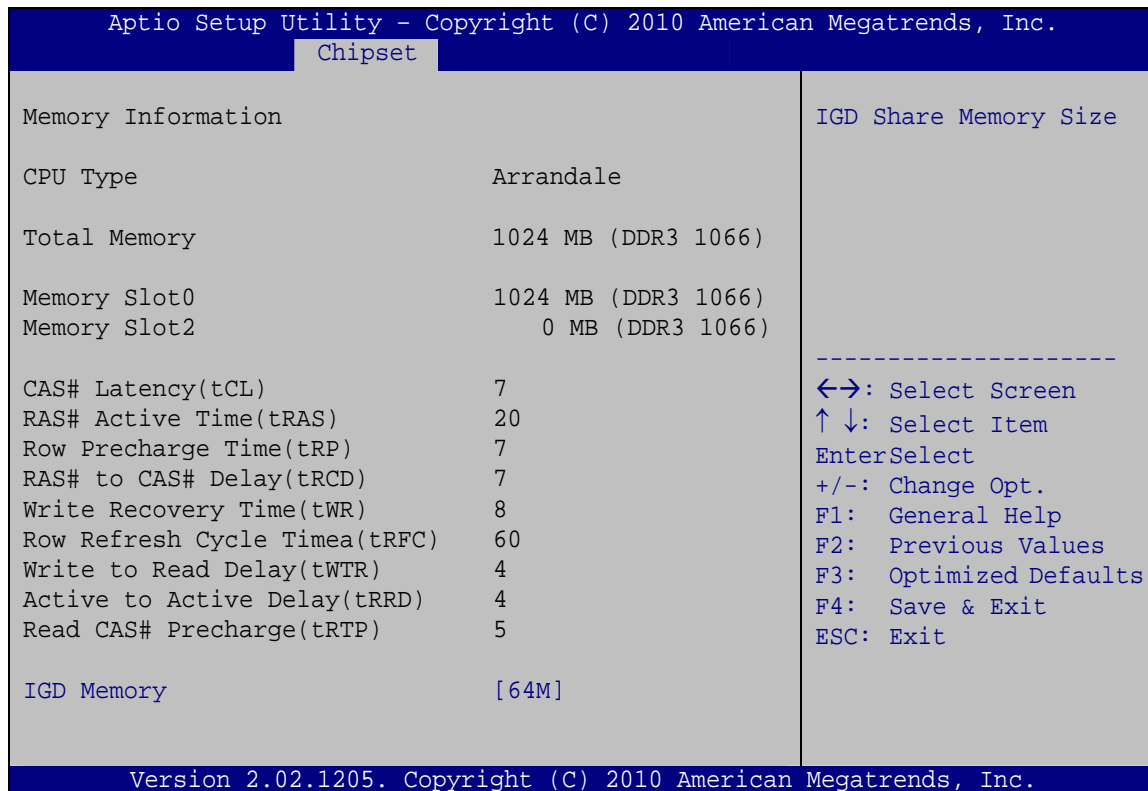 Aptio Setup Utility – Copyright (C) 2010 American Megatrends, Inc.
Chipset
Memory Information
CPU Type Arrandale
Total Memory 1024 MB (DDR3 1066)
Memory Slot0 1024 MB (DDR3 1066)
Memory Slot2 0 MB (DDR3 1066)
CAS# Latency(tCL) 7
RAS# Active Time(tRAS) 20
Row Precharge Time(tRP) 7
RAS# to CAS# Delay(tRCD) 7
Write Recovery Time(tWR) 8
Row Refresh Cycle Timea(tRFC) 60
Write to Read Delay(tWTR) 4
Active to Active Delay(tRRD) 4
Read CAS# Precharge(tRTP) 5
IGD Memory [64M]
IGD Share Memory Size
---------------------
←→: Select Screen
↑ ↓: Select Item
EnterSelect
+/-: Change Opt.
F1: General Help
F2: Previous Values
F3: Optimized Defaults
F4: Save & Exit
ESC: Exit
Version 2.02.1205. Copyright (C) 2010 American Megatrends, Inc.